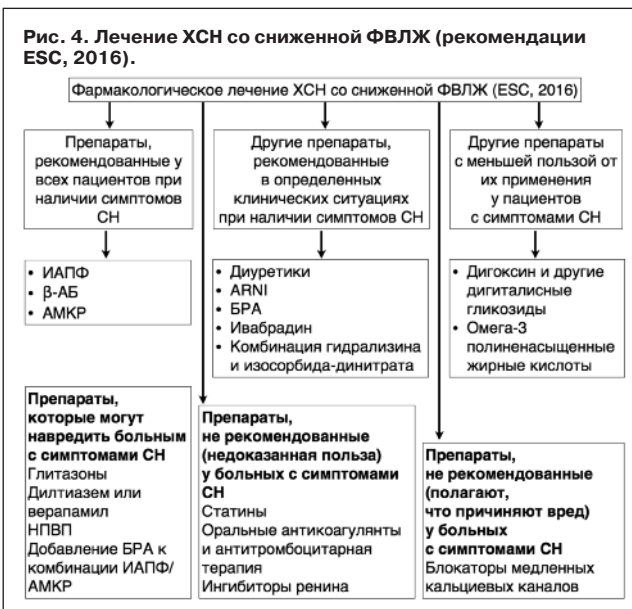 Рис. 4. Лечение ХСН со сниженной ФВЛЖ (рекомендации
ESC, 2016).
Фармакологическое лечение ХСН со сниженной ФВЛЖ (ESC, 2016)
Препараты,
рекомендованные у
всех пациентов при
наличии симптомов
СН
Другие препараты,
рекомендованные
в определенных
клинических ситуациях
при наличии симптомов СН
Другие препараты
с меньшей пользой от
их применения
у пациентов
с симптомами СН
• ИАПФ
• β-АБ
• АМКР
• Диуретики
• ARNI
• БРА
• Ивабрадин
• Комбинация гидрализина
и изосорбида-динитрата
• Дигоксин и другие
дигиталисные
гликозиды
• Омега-3
полиненасыщенные
жирные кислоты
Препараты,
которые могут
навредить больным
с симптомами СН
Глитазоны
Дилтиазем или
верапамил
НПВП
Добавление БРА к
комбинации ИАПФ/
АМКР
Препараты,
не рекомендованные
(недоказанная польза)
у больных с симптомами
СН
Статины
Оральные антикоагулянты
и антитромбоцитарная
терапия
Ингибиторы ренина
Препараты,
не рекомендованные
(полагают,
что причиняют вред)
у больных
с симптомами СН
Блокаторы медленных
кальциевых каналов